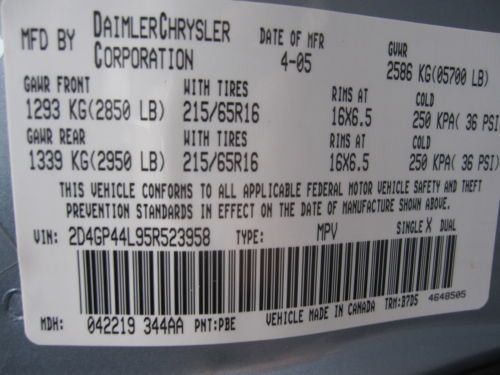 MFD BY DAIMLERCHRYSLER CORPORATION DATE OF MFR 4-05 GVWR 2586 KG(05700 LB)
GAWR FRONT WITH TIRES RIMS AT COLD
1293 KG(2850 LB) 215/65R16 16X6.5 250 KPA( 36 PSI)
GAWR REAR WITH TIRES RIMS AT COLD
1339 KG(2950 LB) 215/65R16 16X6.5 250 KPA( 36 PSI)
THIS VEHICLE CONFORMS TO ALL APPLICABLE FEDERAL MOTOR VEHICLE SAFETY AND THEFT
PREVENTION STANDARDS IN EFFECT ON THE DATE OF MANUFACTURE SHOWN ABOVE.
VIN: 2D4GP44L95R523958 TYPE: MPV SINGLE X DUAL
MDH: 042219 344AA PNT:PBE VEHICLE MADE IN CANADA TRM:B7D5 4648505